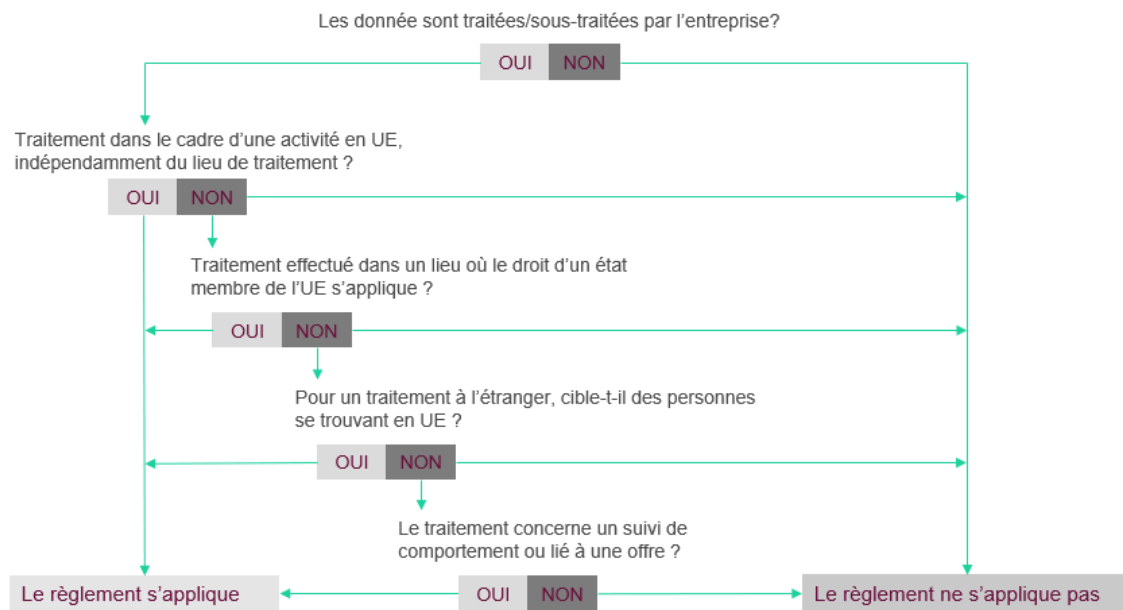 Les donnée sont traitées/sous-traitées par l’entreprise?
OUI NON
Traitement dans le cadre d’une activité en UE,
indépendamment du lieu de traitement ?
OUI NON
Traitement effectué dans un lieu où le droit d’un état
membre de l’UE s’applique ?
OUI NON
Pour un traitement à l’étranger, cible-t-il des personnes
se trouvant en UE ?
OUI NON
Le traitement concerne un suivi de
comportement ou lié à une offre ?
Le règlement s’applique OUI NON Le règlement ne s’applique pas